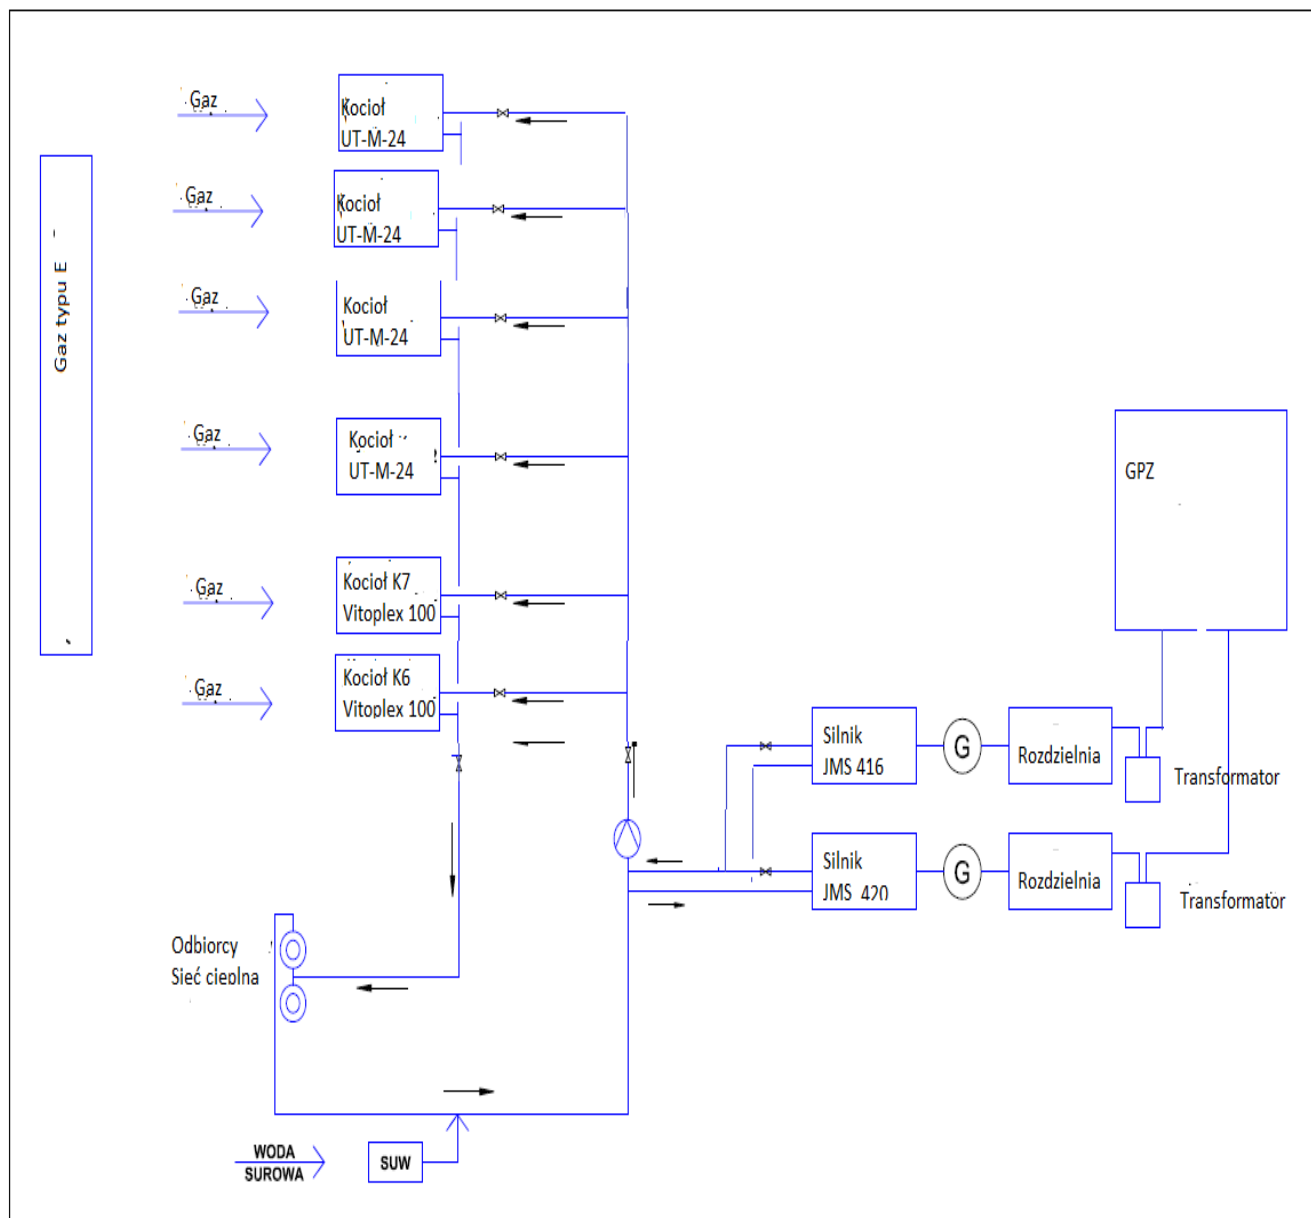 Gaz
Kocioł
UT-M-24
Gaz typu E
Gaz
Kocioł
UT-M-24
Gaz
Kocioł
UT-M-24
Gaz
Kocioł
UT-M-24
GPZ
Gaz
Kocioł K7
Vitoplex 100
Gaz
Kocioł K6
Vitoplex 100
Silnik
JMS 416
G
Rozdzielnia
Transformator
Silnik
JMS 420
G
Rozdzielnia
Transformator
Odbiorcy
Sieć cieplna
WODA
SUROWA
SUW